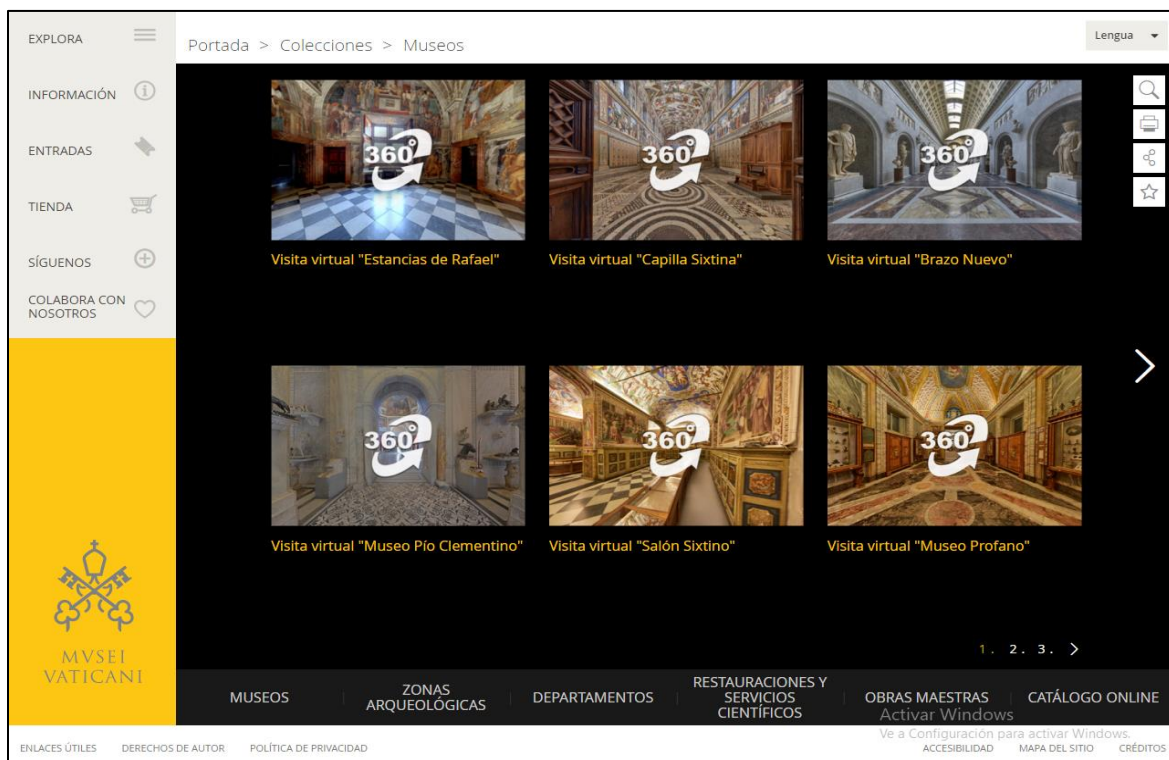 EXPLORA
Portada > Colecciones > Museos
Lengua
INFORMACIÓN
ENTRADAS
TIENDA
SÍGUENOS
COLABORA CON
NOSOTROS
360°
360°
360°
Visita virtual "Estancias de Rafael"
Visita virtual "Capilla Sixtina"
Visita virtual "Brazo Nuevo"
360°
360°
360°
Visita virtual "Museo Pío Clementino"
Visita virtual "Salón Sixtino"
Visita virtual "Museo Profano"
1. 2. 3. >
MVSEI
VATICANI
MUSEOS
ZONAS
ARQUEOLÓGICAS
DEPARTAMENTOS
RESTAURACIONES Y
SERVICIOS
CIENTÍFICOS
OBRAS MAESTRAS
CATÁLOGO ONLINE
Activar Windows
Ve a Configuración para activar Windows.
ENLACES ÚTILES
DERECHOS DE AUTOR
POLÍTICA DE PRIVACIDAD
ACCESIBILIDAD
MAPA DEL SITIO
CRÉDITOS